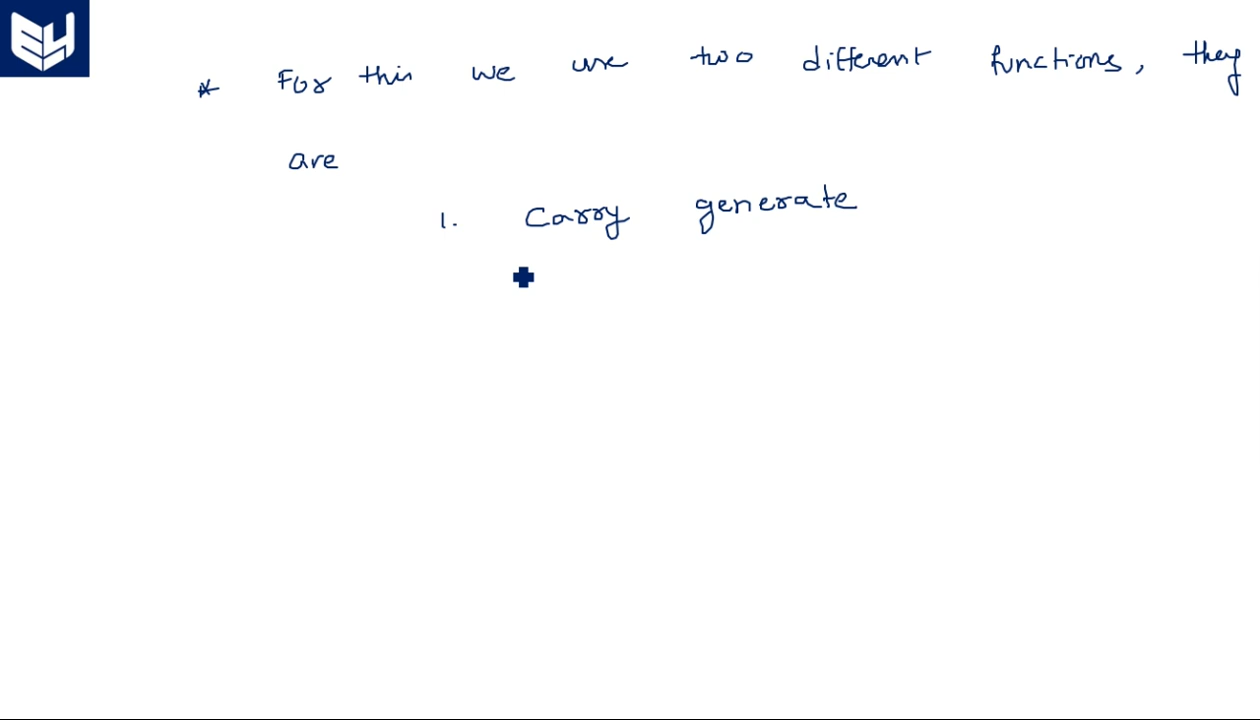 * For this we use two different functions, they
are
1. Carry generate